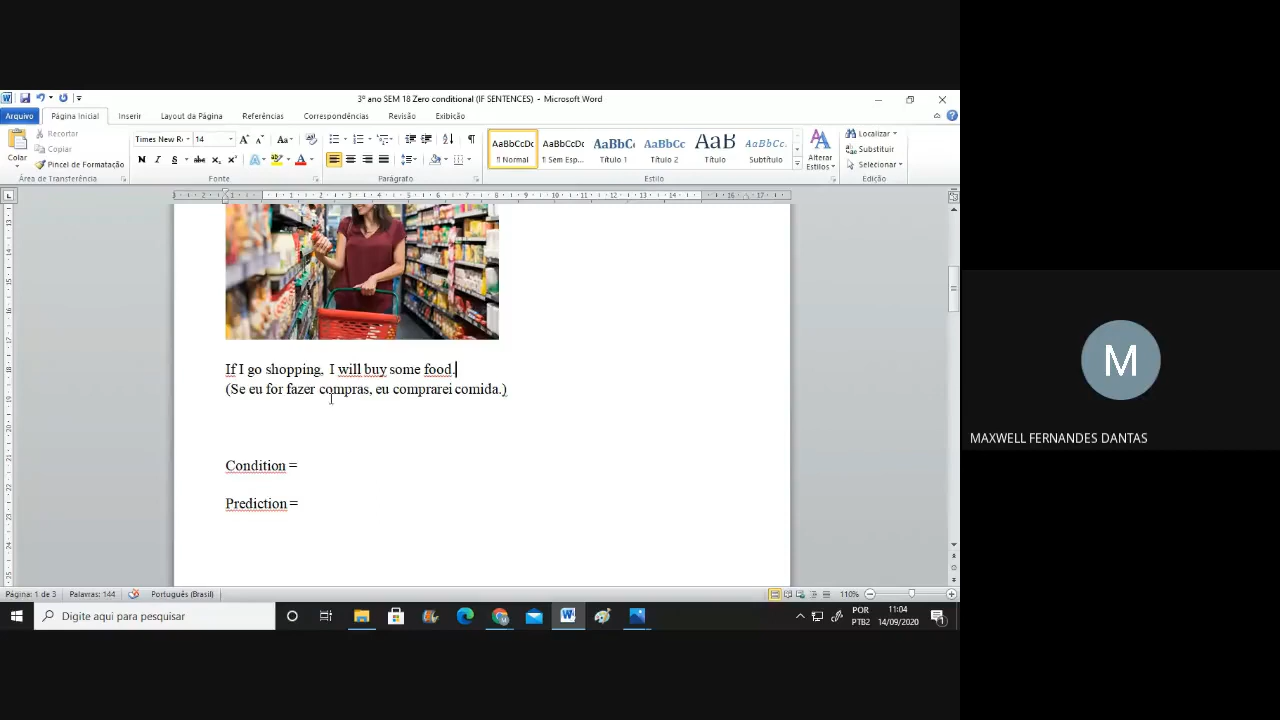 3º ano SEM 18 Zero conditional (IF SENTENCES) - Microsoft Word
Arquivo Página Inicial Inserir Layout da Página Referências Correspondências Revisão Exibição
Colar
Recortar
Copiar
Pincel de Formatação
Área de Transferência
Times New R 14
Fonte
Parágrafo
AaBbCcDc AaBbCcDc AaBbC AaBbCc AaB AaBbCc.
¶ Normal ¶ Sem Esp... Título 1 Título 2 Título Subtítulo
Alterar Estilos
Estilo
Localizar
Substituir
Selecionar
Edição
If I go shopping, I will buy some food.
(Se eu for fazer compras, eu comprarei comida.)
Condition =
Prediction =
M
MAXWELL FERNANDES DANTAS
Página: 1 de 3 Palavras: 144 Português (Brasil) 110%
Digite aqui para pesquisar
POR
PTB2
11:04
14/09/2020